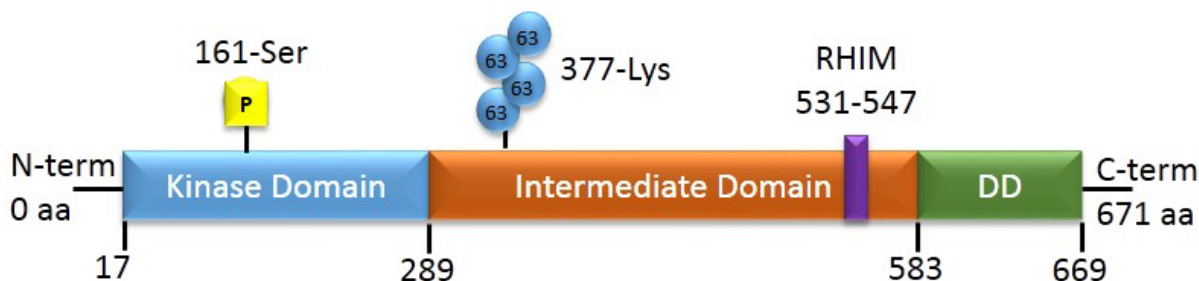 161-Ser
P
63
63
63
63
377-Lys
RHIM
531-547
N-term
0 aa
Kinase Domain
Intermediate Domain
DD
C-term
671 aa
17
289
583
669